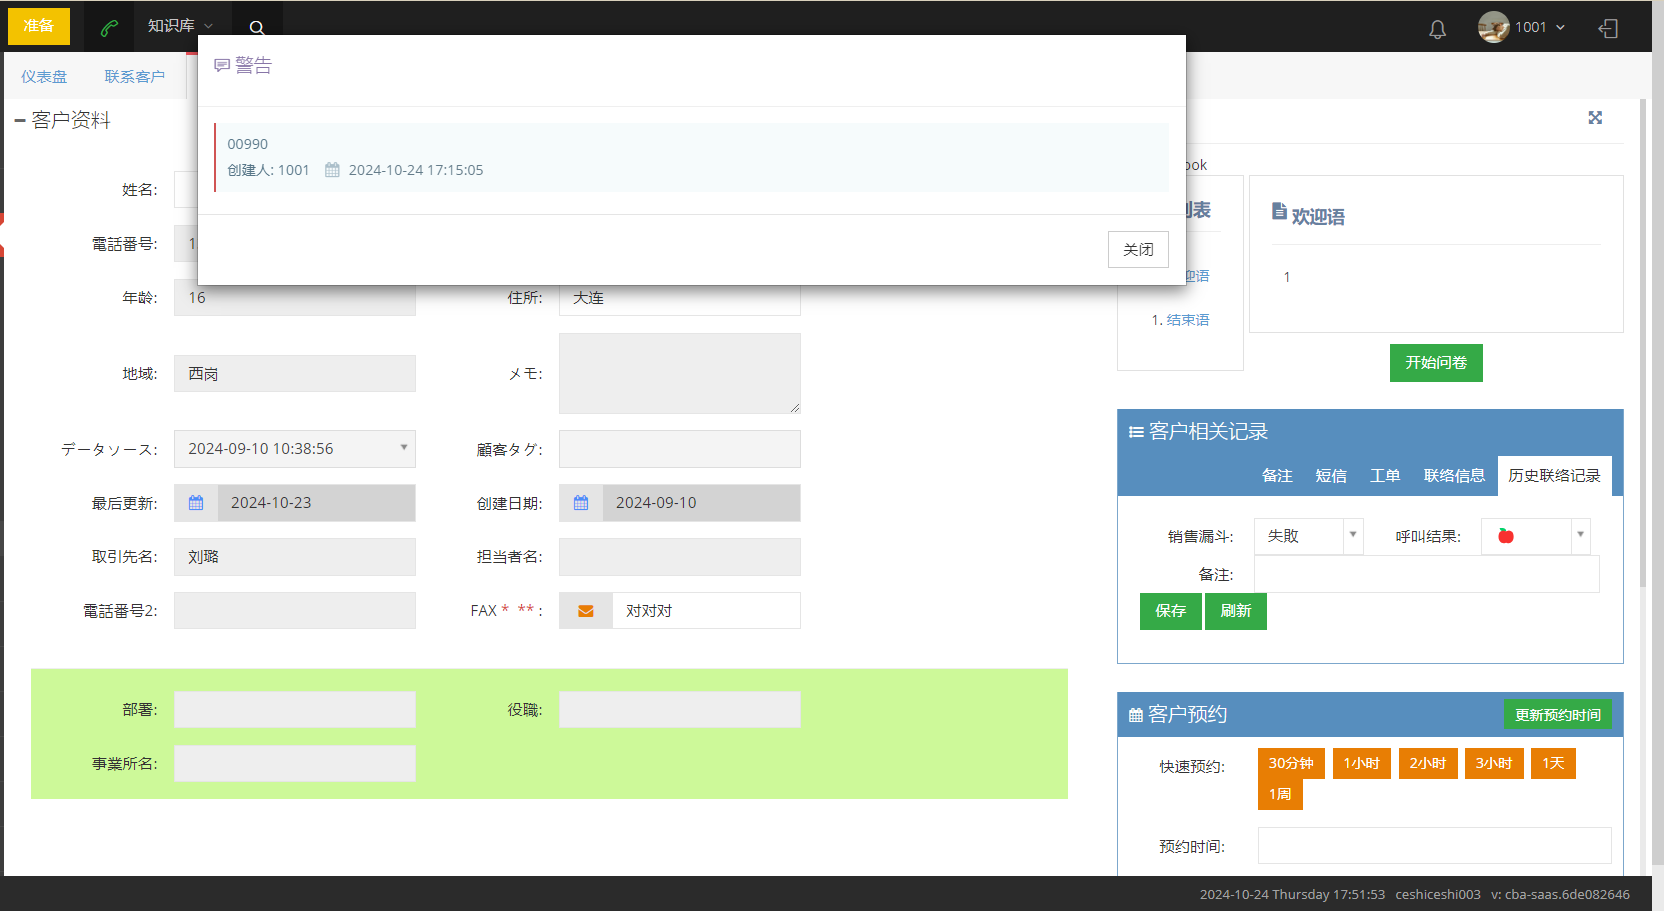 准备
知识库
1001
仪表盘
联系客户
警告
00990
创建人: 1001 2024-10-24 17:15:05
关闭
客户资料
姓名:
電話番号: 1
年龄: 16
住所: 大连
地域: 西岗
メモ:
データソース: 2024-09-10 10:38:56
顧客タグ:
最后更新: 2024-10-23
创建日期: 2024-09-10
取引先名: 刘璐
担当者名:
電話番号2:
FAX * ** : 对对对
部署:
役職:
事業所名:
ook
列表
迎语
1. 结束语
欢迎语
1
开始问卷
客户相关记录
备注 短信 工单 联络信息 历史联络记录
销售漏斗: 失败 呼叫结果:
备注:
保存 刷新
客户预约 更新预约时间
快速预约: 30分钟 1小时 2小时 3小时 1天
1周
预约时间:
2024-10-24 Thursday 17:51:53 ceshiceshi003 v: cba-saas.6de082646